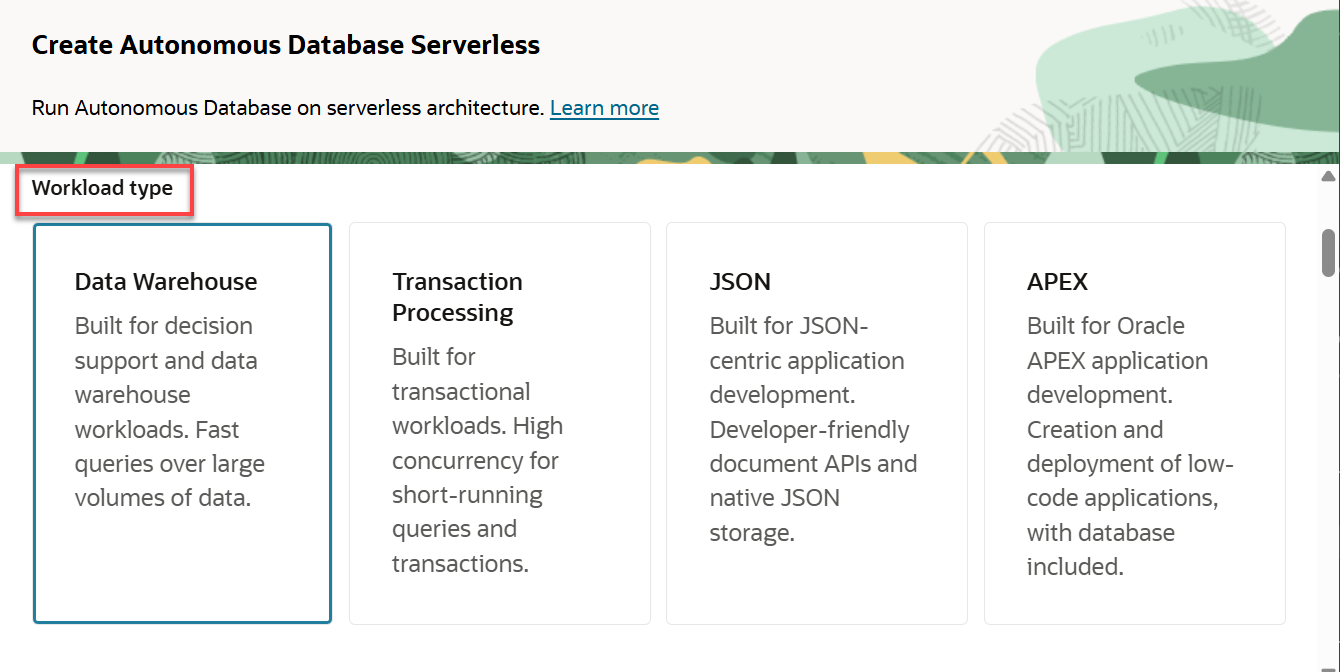 Create Autonomous Database Serverless
Run Autonomous Database on serverless architecture. Learn more
Workload type
Data Warehouse
Built for decision
support and data
warehouse
workloads. Fast
queries over large
volumes of data.
Transaction
Processing
Built for
transactional
workloads. High
concurrency for
short-running
queries and
transactions.
JSON
Built for JSON-
centric application
development.
Developer-friendly
document APIs and
native JSON
storage.
APEX
Built for Oracle
APEX application
development.
Creation and
deployment of low-
code applications,
with database
included.